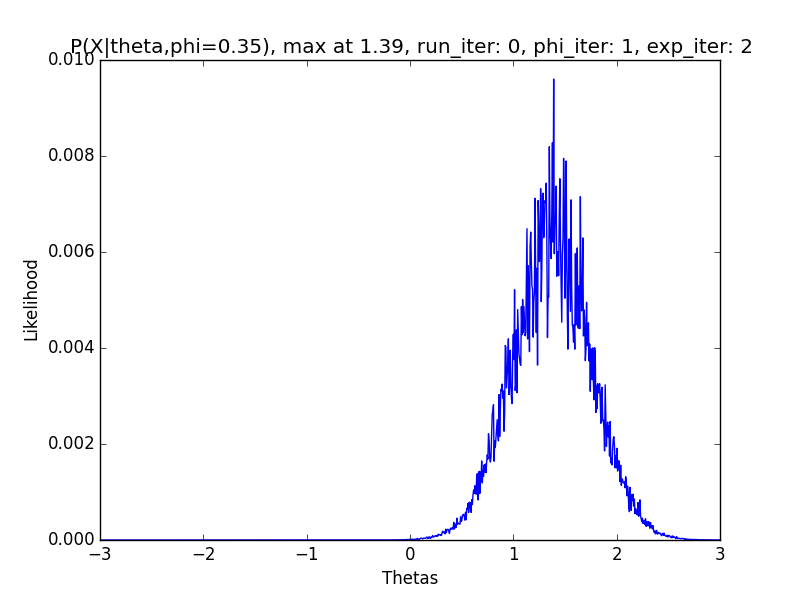 P(X|theta,phi=0.35), max at 1.39, run_iter: 0, phi_iter: 1, exp_iter: 2
0.010
0.008
0.006
0.004
0.002
0.000
Likelihood
−3 −2 −1 0 1 2 3
Thetas